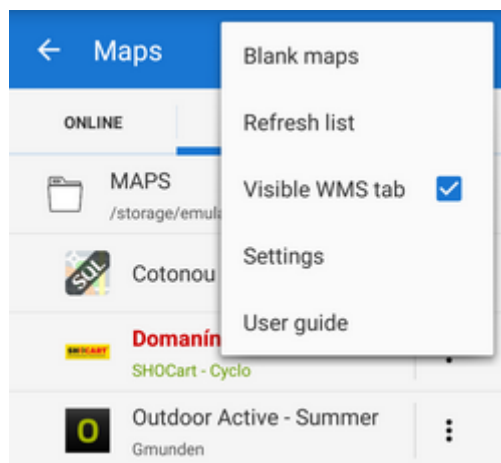 Maps
Blank maps
Refresh list
Visible WMS tab
Settings
User guide
ONLINE
MAPS
/storage/emula
SUL
Cotonou
SHOCART
Domanín
SHOCart - Cyclo
O
Outdoor Active - Summer
Gmunden